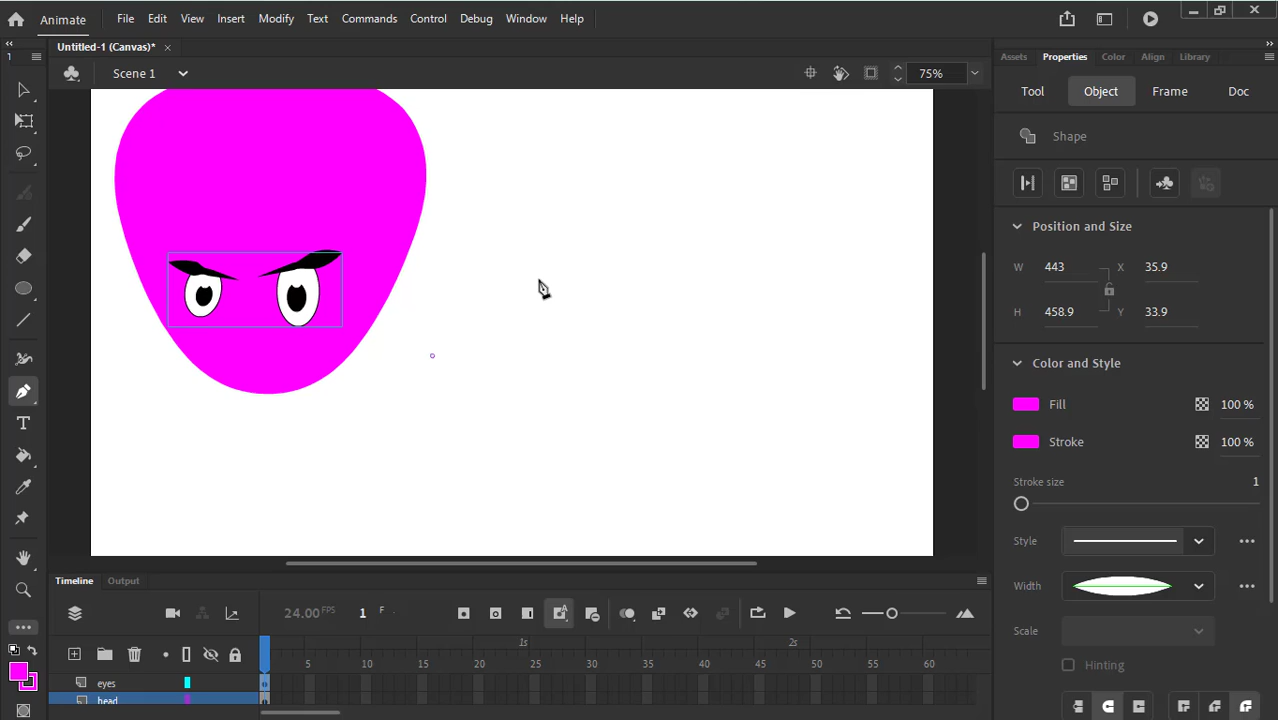 Animate File Edit View Insert Modify Text Commands Control Debug Window Help
1 Untitled-1 (Canvas)* Assets Properties Color Align Library
Scene 1 75%
Tool Object Frame Doc
Shape
Position and Size
W 443 X 35.9
H 458.9 Y 33.9
Color and Style
Fill 100 %
Stroke 100 %
Stroke size 1
Style
Width
Scale
Hinting
Timeline Output
24.00 FPS 1 F
1s 2s
5 10 15 20 25 30 35 40 45 50 55 60
eyes
head